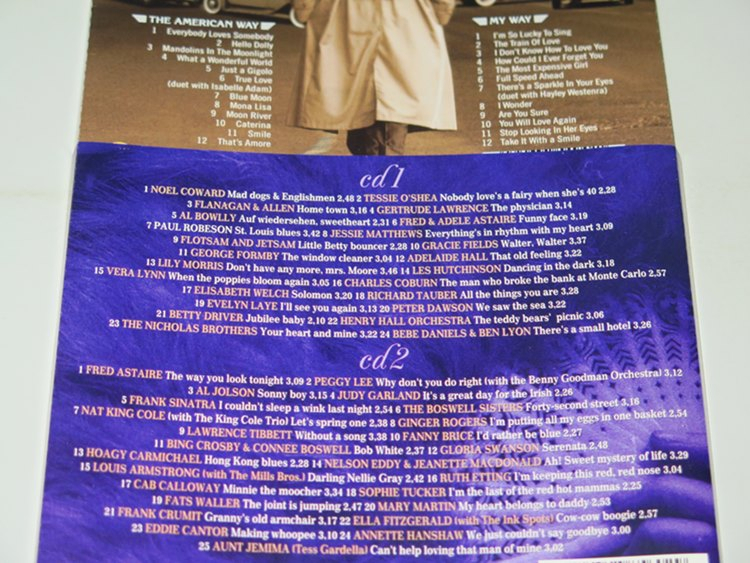 THE AMERICAN WAY
1 Everybody Loves Somebody
2 Hello Dolly
3 Mandolins In The Moonlight
4 What a Wonderful World
5 Just a Gigolo
6 True Love
(duet with Isabelle Adam)
7 Blue Moon
8 Mona Lisa
9 Moon River
10 Caterina
11 Smile
12 That's Amore
MY WAY
1 I'm So Lucky To Sing
2 The Train Of Love
3 I Don't Know How To Love You
4 How Could I Ever Forget You
5 The Most Expensive Girl
6 Full Speed Ahead
7 There's a Sparkle In Your Eyes
(duet with Hayley Westenra)
8 I Wonder
9 Are You Sure
10 You Will Love Again
11 Stop Looking In Her Eyes
12 Take It With a Smile
cd 1
1 NOEL COWARD Mad dogs & Englishmen 2,48 2 TESSIE O'SHEA Nobody love's a fairy when she's 40 2.28
3 FLANAGAN & ALLEN Home town 3,16 4 GERTRUDE LAWRENCE The physician 3,14
5 AL BOWLLY Auf wiedersehen, sweetheart 2,31 6 FRED & ADELE ASTAIRE Funny face 3,19
7 PAUL ROBESON St. Louis blues 3,42 8 JESSIE MATTHEWS Everything's in rhythm with my heart 3,09
9 FLOTSAM AND JETSAM Little Betty bouncer 2,28 10 GRACIE FIELDS Walter, Walter 3,37
11 GEORGE FORMBY The window cleaner 3,04 12 ADELAIDE HALL That old feeling 3,22
13 LILY MORRIS Don't have any more, mrs. Moore 3,46 14 LES HUTCHINSON Dancing in the dark 3,18
15 VERA LYNN When the poppies bloom again 3,05 16 CHARLES COBURN The man who broke the bank at Monte Carlo 2,57
17 ELISABETH WELCH Solomon 3,20 18 RICHARD TAUBER All the things you are 3,28
19 EVELYN LAYE I'll see you again 3,13 20 PETER DAWSON We saw the sea 3,22
21 BETTY DRIVER Jubilee baby 2,10 22 HENRY HALL ORCHESTRA The teddy bears' picnic 3,06
23 THE NICHOLAS BROTHERS Your heart and mine 3,22 24 BEBE DANIELS & BEN LYON There's a small hotel 3,26
cd 2
1 FRED ASTAIRE The way you look tonight 3,09 2 PEGGY LEE Why don't you do right (with the Benny Goodman Orchestra) 3,12
3 AL JOLSON Sonny boy 3,15 4 JUDY GARLAND It's a great day for the Irish 2,26
5 FRANK SINATRA I couldn't sleep a wink last night 2,54 6 THE BOSWELL SISTERS Forty-second street 3,16
7 NAT KING COLE (with The King Cole Trio) Let's spring one 2,38 8 GINGER ROGERS I'm putting all my eggs in one basket 2,54
9 LAWRENCE TIBBETT Without a song 3,38 10 FANNY BRICE I'd rather be blue 2,27
11 BING CROSBY & CONNEE BOSWELL Bob White 2,37 12 GLORIA SWANSON Serenata 2,48
13 HOAGY CARMICHAEL Hong Kong blues 2,28 14 NELSON EDDY & JEANETTE MACDONALD Ah! Sweet mystery of life 3,29
15 LOUIS ARMSTRONG (with The Mills Bros.) Darling Nellie Gray 2,42 16 RUTH ETTING I'm keeping this red, red nose 3,04
17 CAB CALLOWAY Minnie the moocher 3,34 18 SOPHIE TUCKER I'm the last of the red hot mammas 2,25
19 FATS WALLER The joint is jumping 2,47 20 MARY MARTIN My heart belongs to daddy 2,53
21 FRANK CRUMIT Granny's old armchair 3,17 22 ELLA FITZGERALD (with The Ink Spots) Cow-cow boogie 2,57
23 EDDIE CANTOR Making whoopee 3,10 24 ANNETTE HANSHAW We just couldn't say goodbye 3,00
25 AUNT JEMIMA (Tess Gardella) Can't help loving that man of mine 3,02